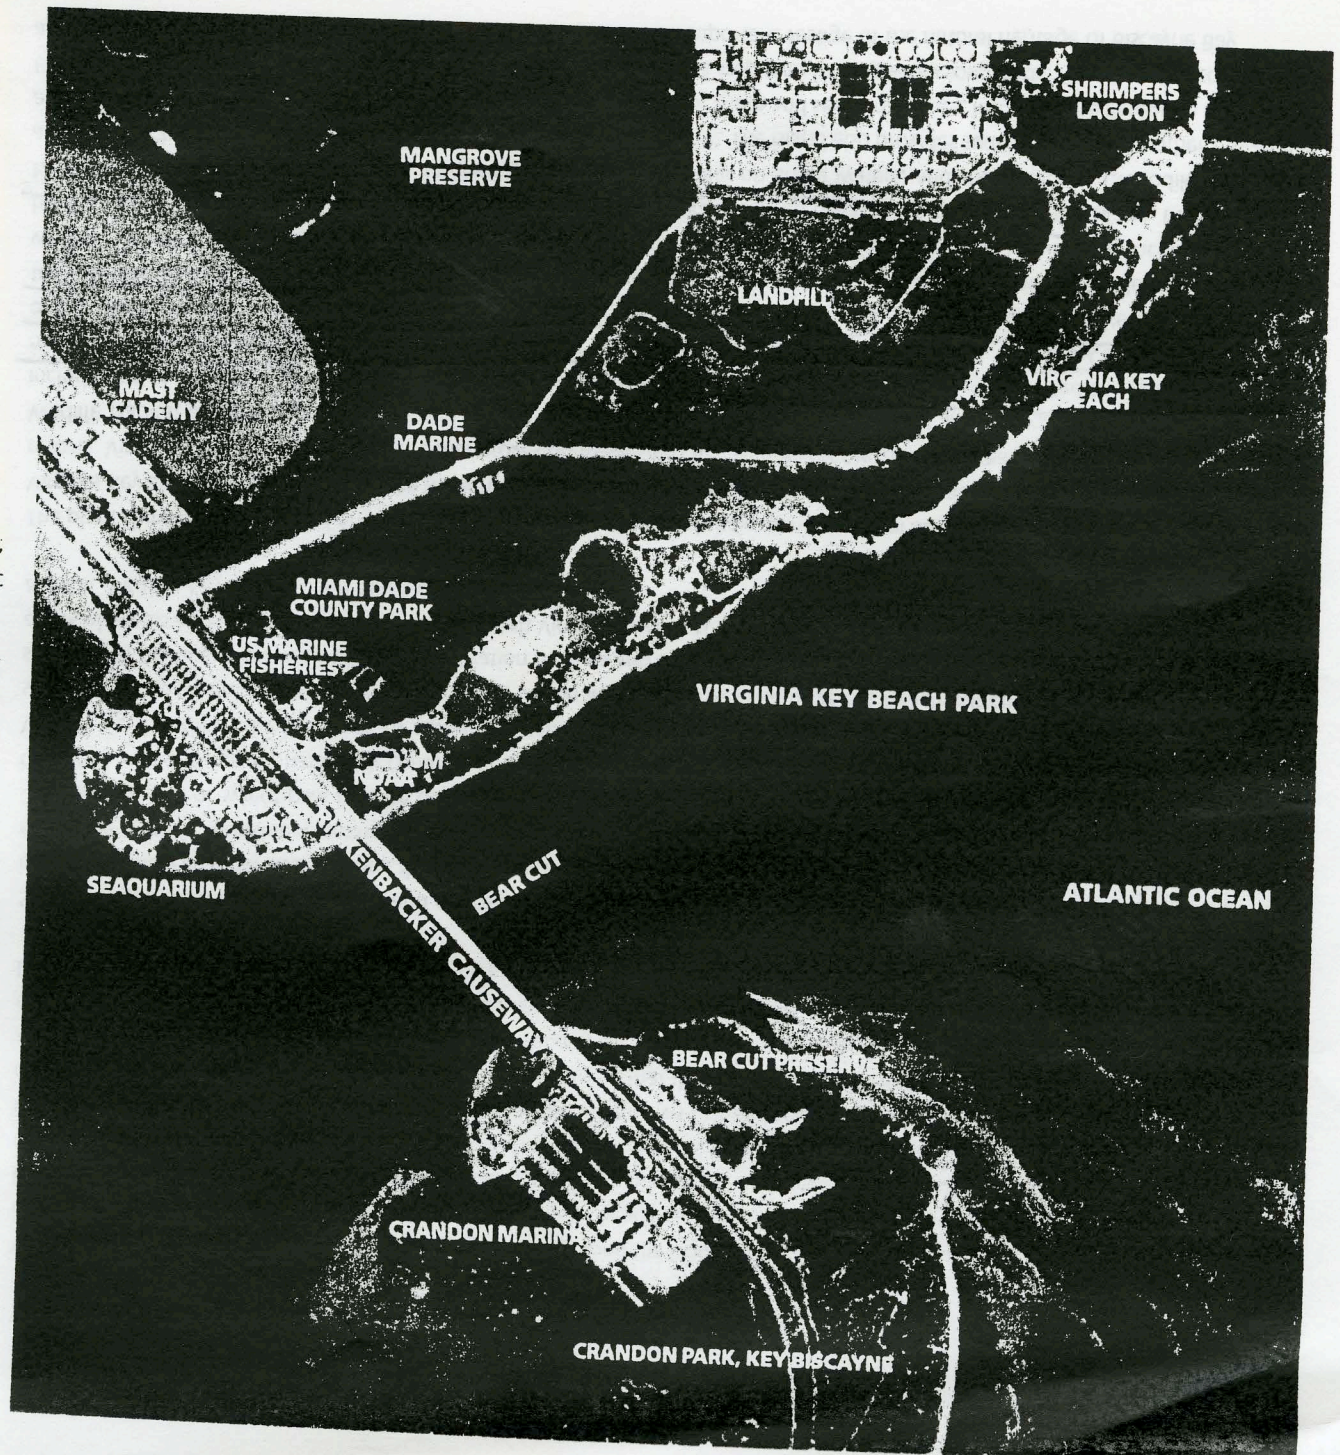 SHRIMPERS
LAGOON
MANGROVE
PRESERVE
LANDFILL
VIRGINIA KEY
BEACH
MAST
ACADEMY
DADE
MARINE
MIAMI DADE
COUNTY PARK
US MARINE
FISHERIES
VIRGINIA KEY BEACH PARK
UM
NOAA
RICKENBACKER CAUSEWAY
BEAR CUT
SEAQUARIUM
ATLANTIC OCEAN
BEAR CUT PRESERVE
CRANDON MARINA
CRANDON PARK, KEY BISCAYNE